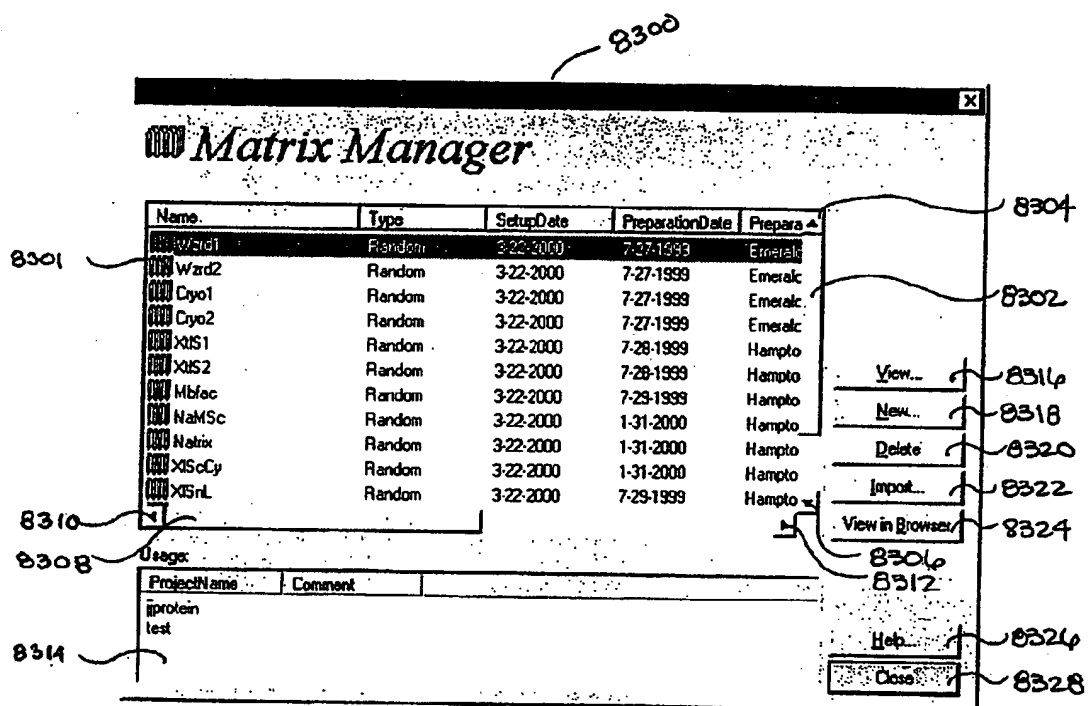 8300
Matrix Manager
Name. Type SetupDate PreparationDate Prepara
8304
Wzrd1 Random 3-22-2000 7-27-1999 Emeralc
8301
Wzrd2 Random 3-22-2000 7-27-1999 Emeralc
Cryo1 Random 3-22-2000 7-27-1999 Emeralc
8302
Cryo2 Random 3-22-2000 7-27-1999 Emeralc
XtlS1 Random 3-22-2000 7-28-1999 Hampto
XtlS2 Random 3-22-2000 7-28-1999 Hampto
View... 8316
Mbfac Random 3-22-2000 7-29-1999 Hampto
NaMSc Random 3-22-2000 1-31-2000 Hampto
New... 8318
Natrix Random 3-22-2000 1-31-2000 Hampto
Delete 8320
XlScCy Random 3-22-2000 1-31-2000 Hampto
XlSnL Random 3-22-2000 7-29-1999 Hampto
Import... 8322
8310
View in Browser 8324
8308
Usage:
8306
8312
ProjectName Comment
jprotein
test
Help... 8326
8314
Close 8328